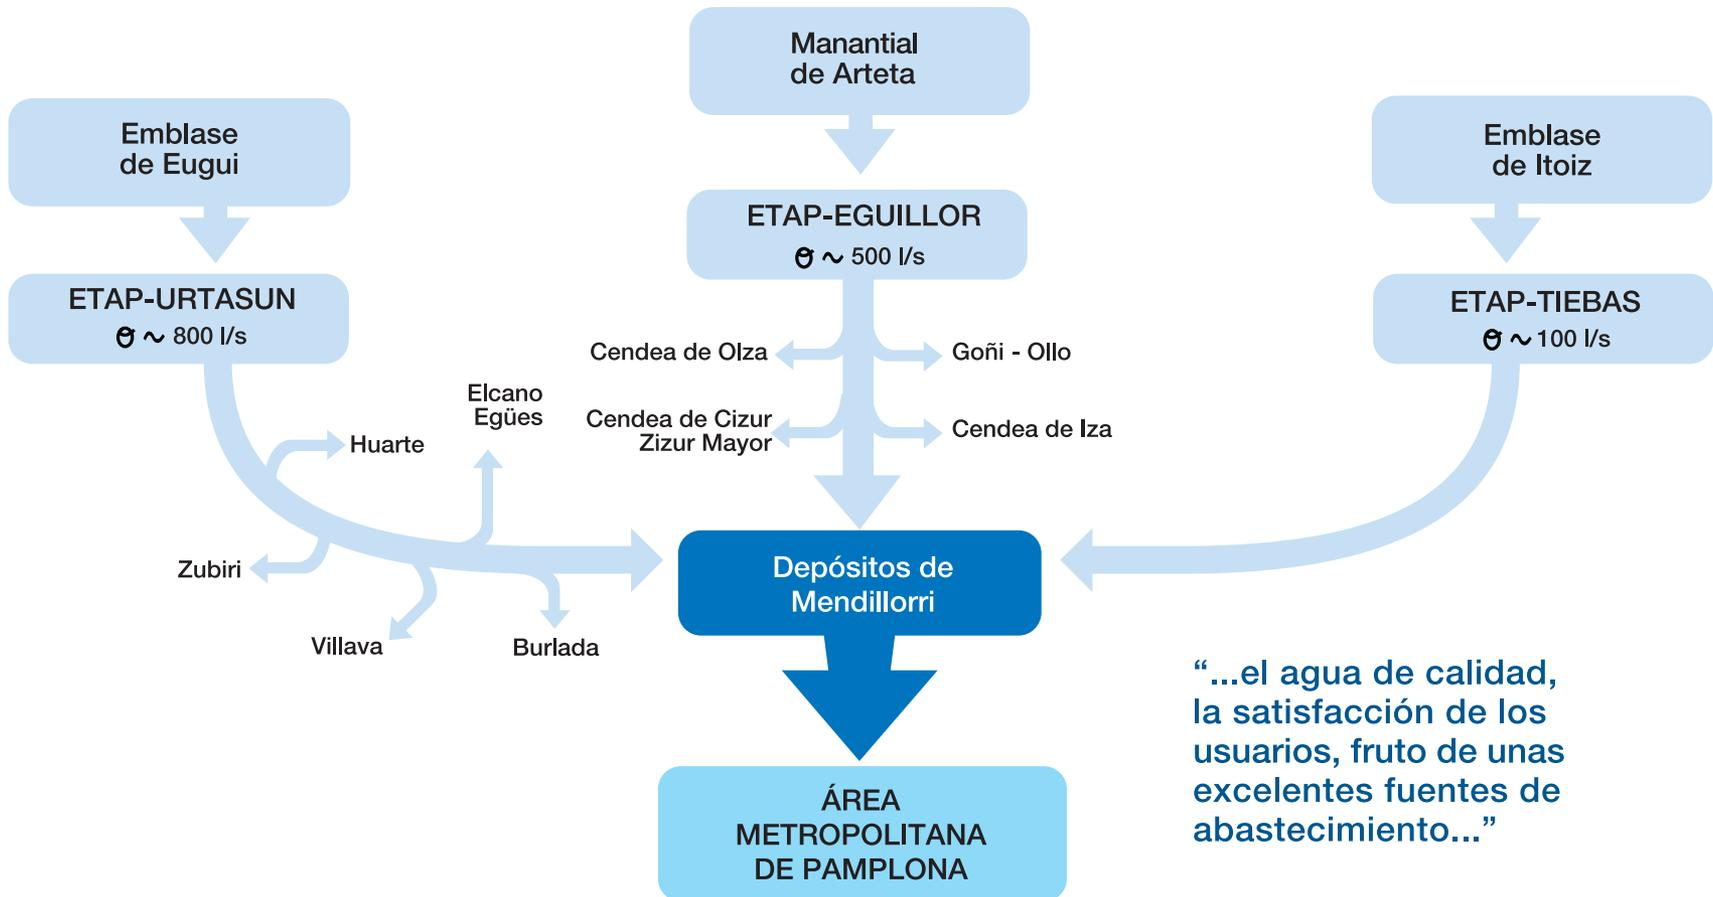 Manantial
de Arteta
Emblase
de Eugui
Emblase
de Itoiz
ETAP-EGUILLOR
Ꝋ ~ 500 l/s
ETAP-URTASUN
Ꝋ ~ 800 l/s
ETAP-TIEBAS
Ꝋ ~ 100 l/s
Cendea de Olza
Goñi - Ollo
Elcano
Egües
Cendea de Cizur
Zizur Mayor
Cendea de Iza
Huarte
Zubiri
Villava
Burlada
Depósitos de
Mendillorri
ÁREA
METROPOLITANA
DE PAMPLONA
“...el agua de calidad,
la satisfacción de los
usuarios, fruto de unas
excelentes fuentes de
abastecimiento...”